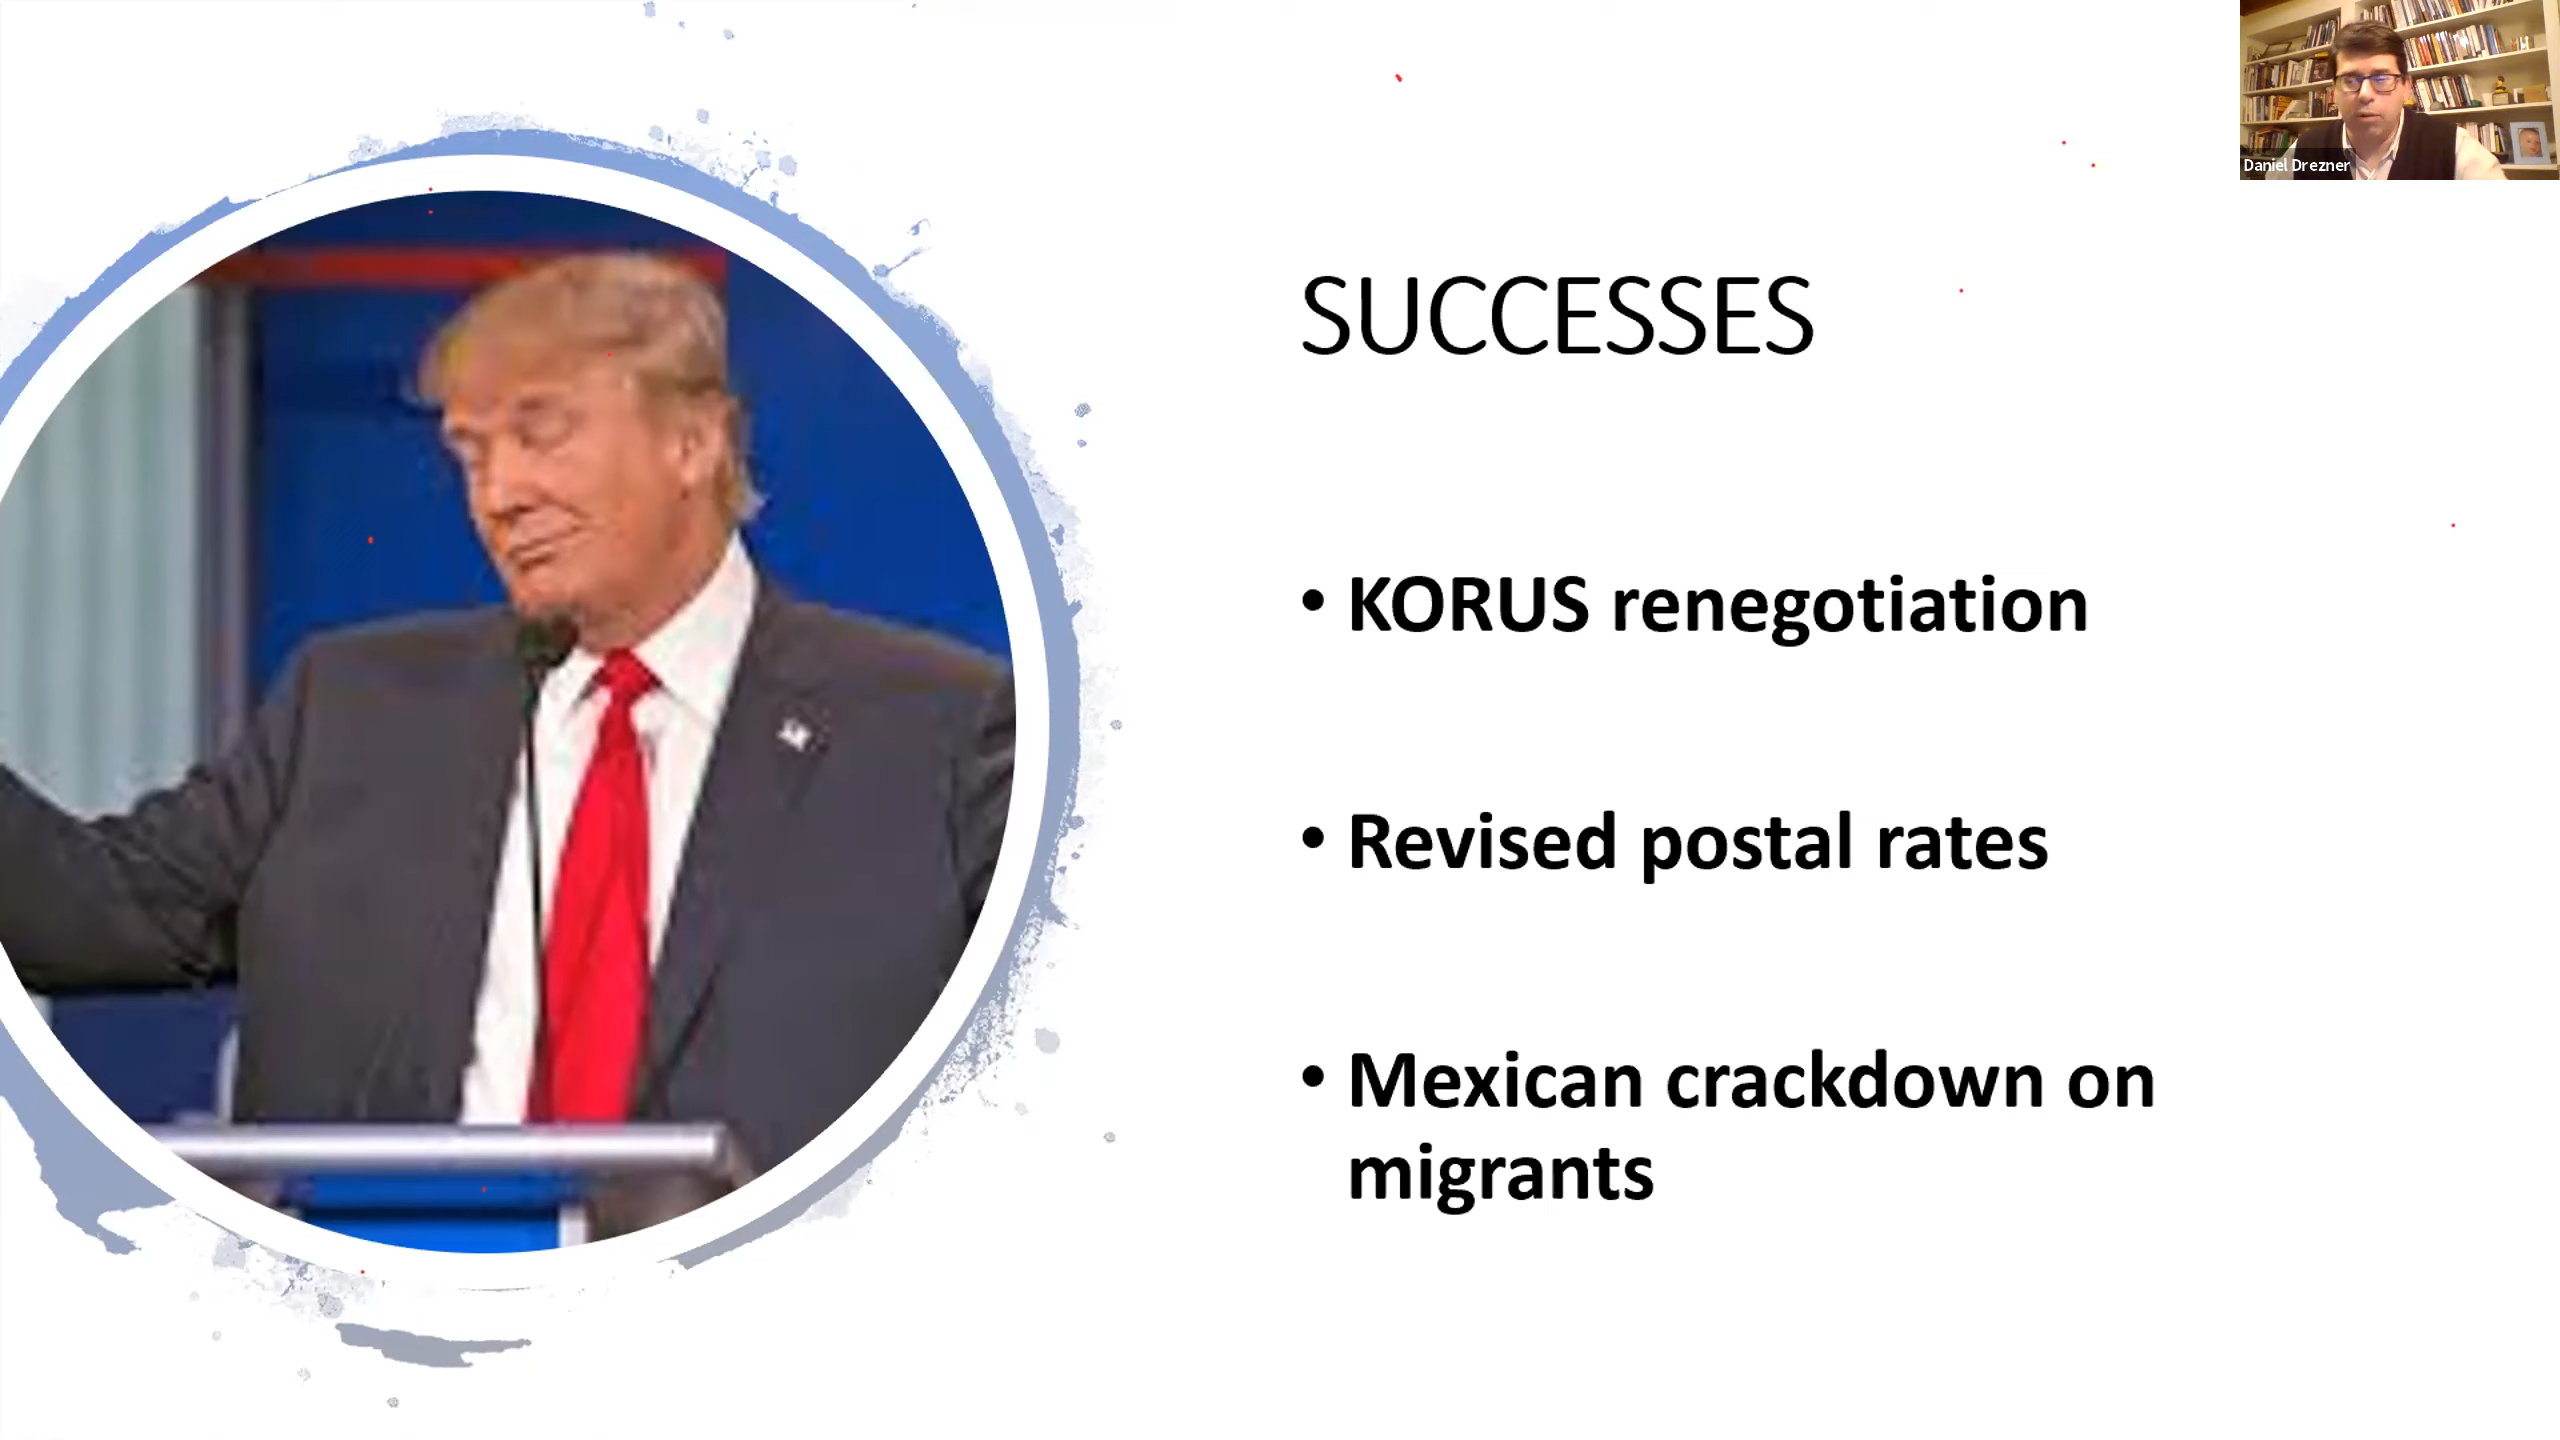 Daniel Drezner
SUCCESSES
• KORUS renegotiation
• Revised postal rates
• Mexican crackdown on
migrants